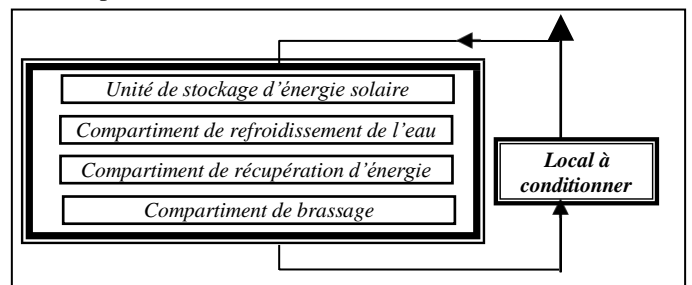 Unité de stockage d'énergie solaire
Compartiment de refroidissement de l'eau
Compartiment de récupération d'énergie
Compartiment de brassage
Local à
conditionner